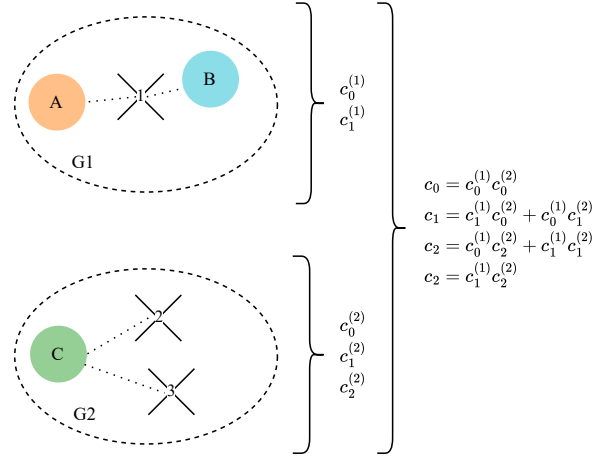 A
1
B
G1
c_0^{(1)}
c_1^{(1)}
c_0 = c_0^{(1)} c_0^{(2)}
c_1 = c_1^{(1)} c_0^{(2)} + c_0^{(1)} c_1^{(2)}
c_2 = c_0^{(1)} c_2^{(2)} + c_1^{(1)} c_1^{(2)}
c_2 = c_1^{(1)} c_2^{(2)}
2
C
3
G2
c_0^{(2)}
c_1^{(2)}
c_2^{(2)}